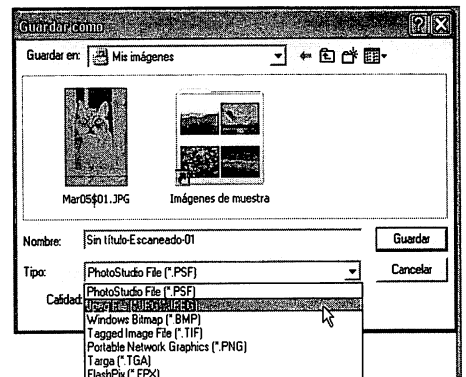 Guardar como
Guardar en: Mis imágenes
Mar05$01.JPG Imágenes de muestra
Nombre: Sin título-Escaneado-01 Guardar
Tipo: PhotoStudio File (*.PSF) Cancelar
PhotoStudio File (*.PSF)
Calidad
Windows Bitmap (*.BMP)
Tagged Image File (*.TIF)
Portable Network Graphics (*.PNG)
Targa (*.TGA)
FlashPix (*.FPX)